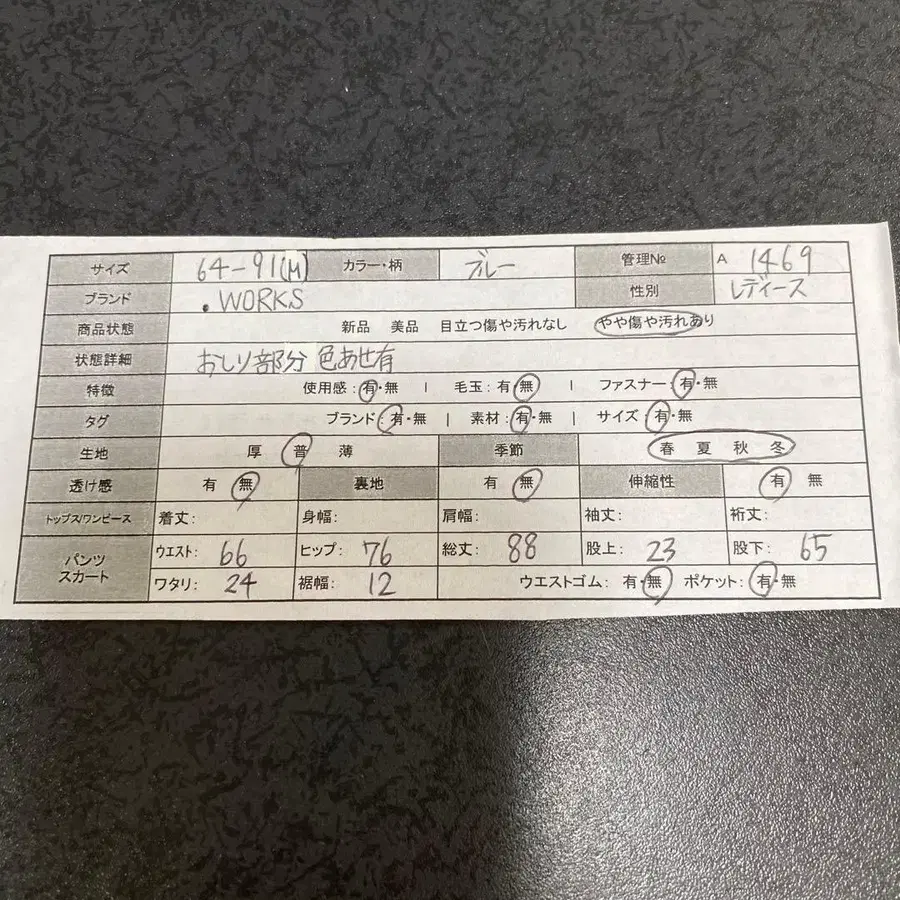 サイズ 64-91(M) カラー・柄 ブルー 管理№ A 1469
ブランド .WORKS 性別 レディース
商品状態 新品 美品 目立つ傷や汚れなし やや傷や汚れあり
状態詳細 おしり部分 色あせ有
特徴 使用感:有・無 | 毛玉:有・無 | ファスナー:有・無
タグ ブランド:有・無 | 素材:有・無 | サイズ:有・無
生地 厚 普 薄 季節 春 夏 秋 冬
透け感 有 無 裏地 有 無 伸縮性 有 無
トップス/ワンピース 着丈: 身幅: 肩幅: 袖丈: 裄丈:
パンツ スカート ウエスト: 66 ヒップ: 76 総丈: 88 股上: 23 股下: 65
ワタリ: 24 裾幅: 12 ウエストゴム: 有・無 ポケット:有・無